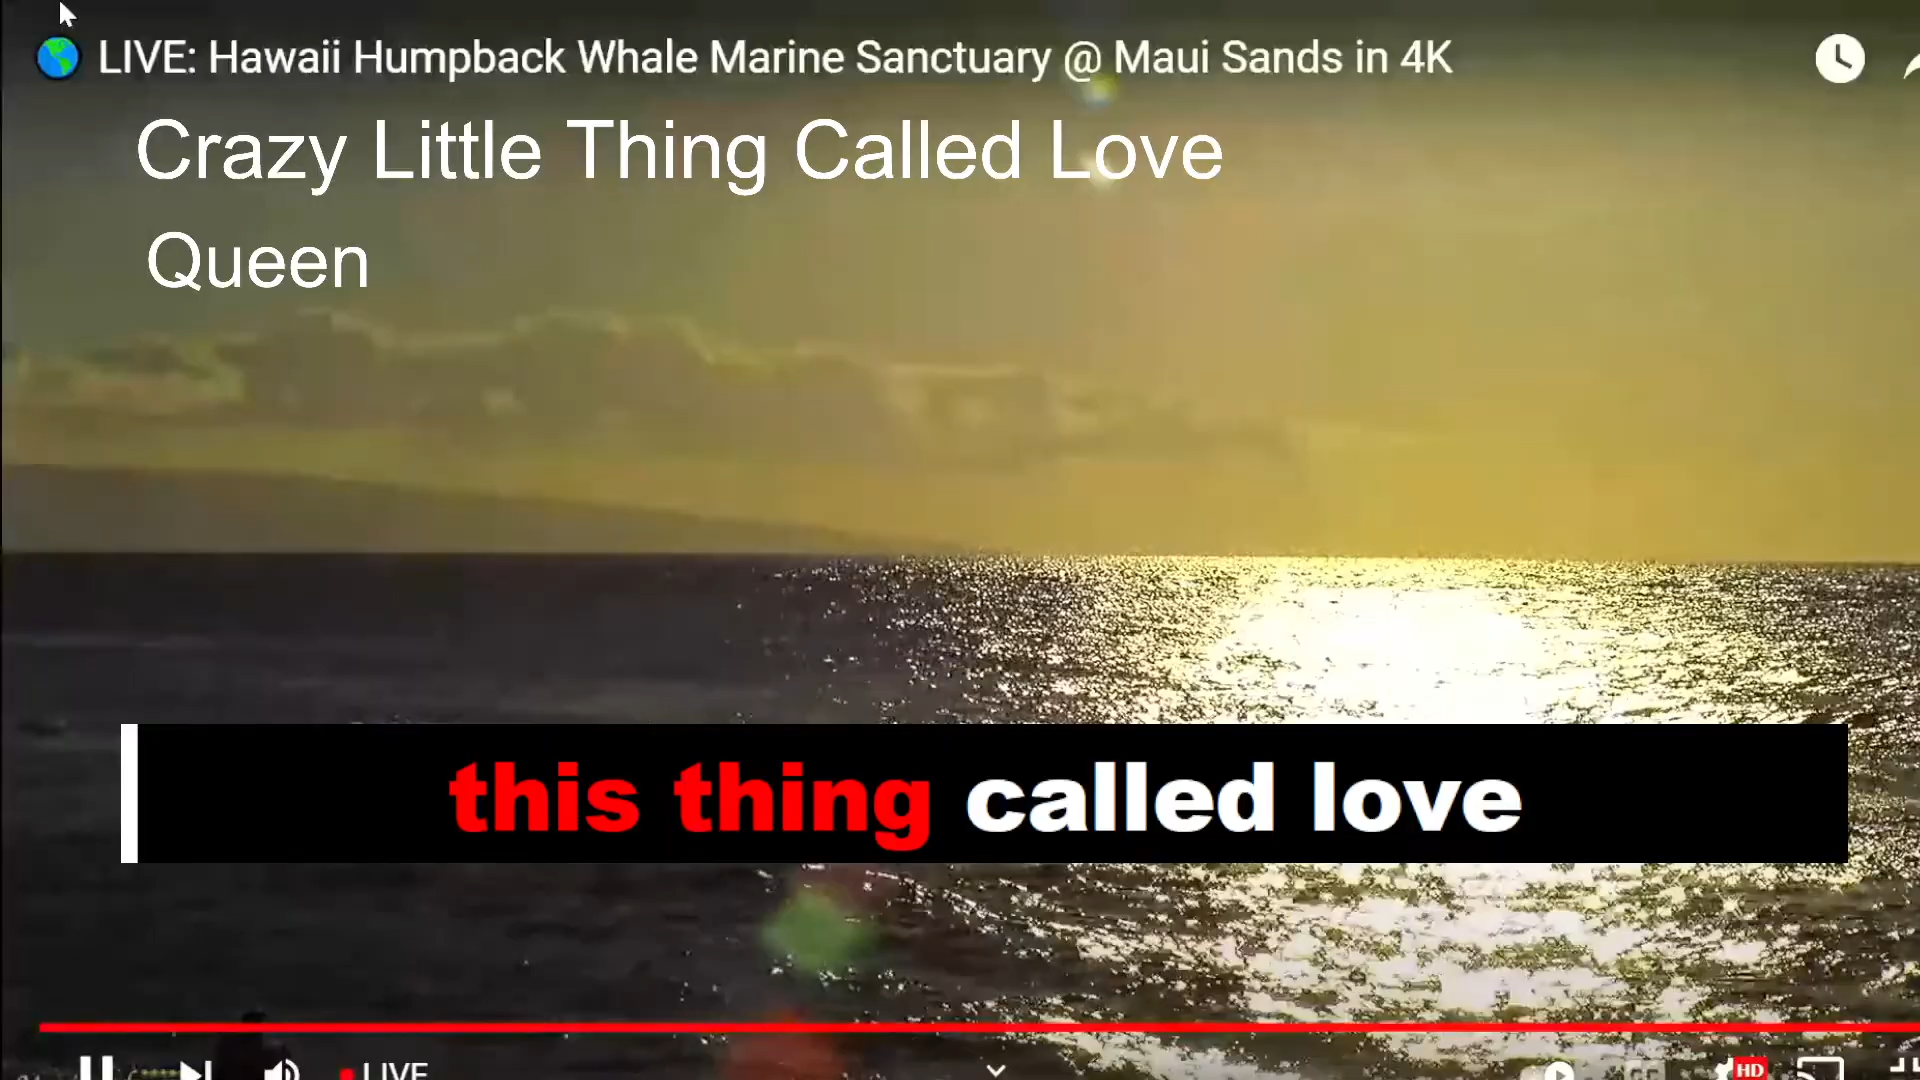 LIVE: Hawaii Humpback Whale Marine Sanctuary @ Maui Sands in 4K
Crazy Little Thing Called Love
Queen
this thing called love
LIVE
HD